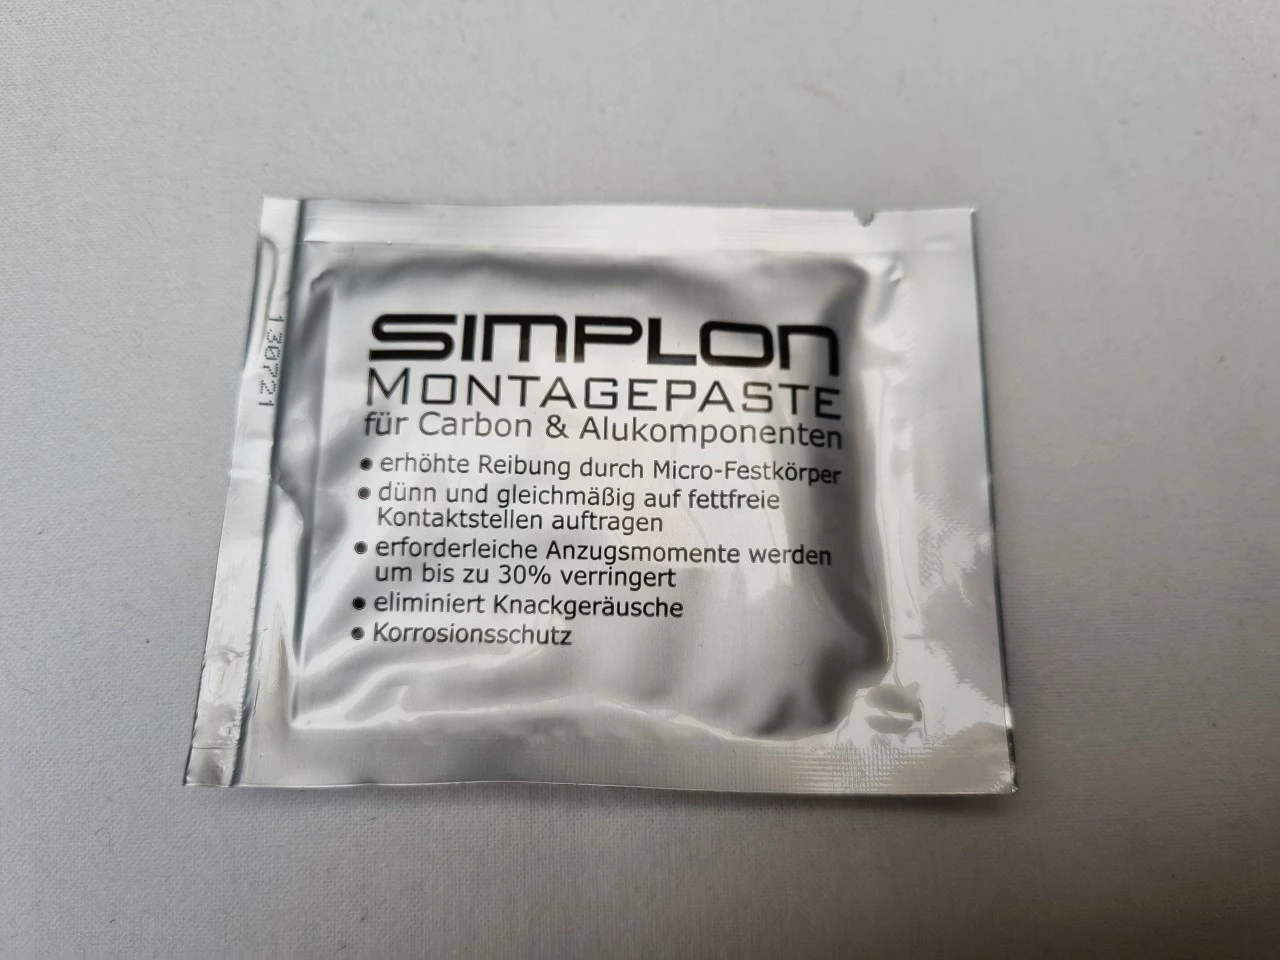 SIMPLON
MONTAGEPASTE
für Carbon & Alukomponenten
• erhöhte Reibung durch Micro-Festkörper
• dünn und gleichmäßig auf fettfreie
Kontaktstellen auftragen
• erforderleiche Anzugsmomente werden
um bis zu 30% verringert
• eliminiert Knackgeräusche
• Korrosionsschutz
130721